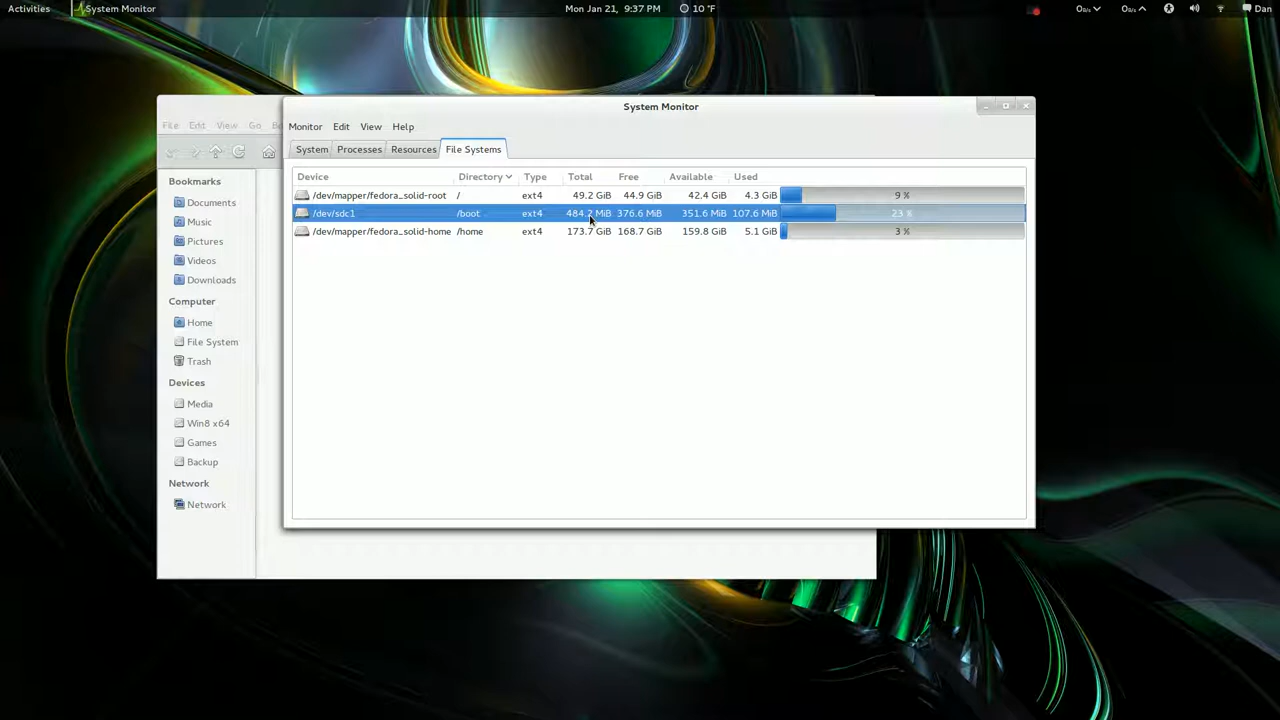 Activities System Monitor Mon Jan 21, 9:37 PM 10 °F Dan
System Monitor
File Edit View Go
Monitor Edit View Help
System Processes Resources File Systems
Device Directory Type Total Free Available Used
/dev/mapper/fedora_solid-root / ext4 49.2 GiB 44.9 GiB 42.4 GiB 4.3 GiB 9 %
/dev/sdc1 /boot ext4 484.2 MiB 376.6 MiB 351.6 MiB 107.6 MiB 23 %
/dev/mapper/fedora_solid-home /home ext4 173.7 GiB 168.7 GiB 159.8 GiB 5.1 GiB 3 %
Bookmarks
Documents
Music
Pictures
Videos
Downloads
Computer
Home
File System
Trash
Devices
Media
Win8 x64
Games
Backup
Network
Network